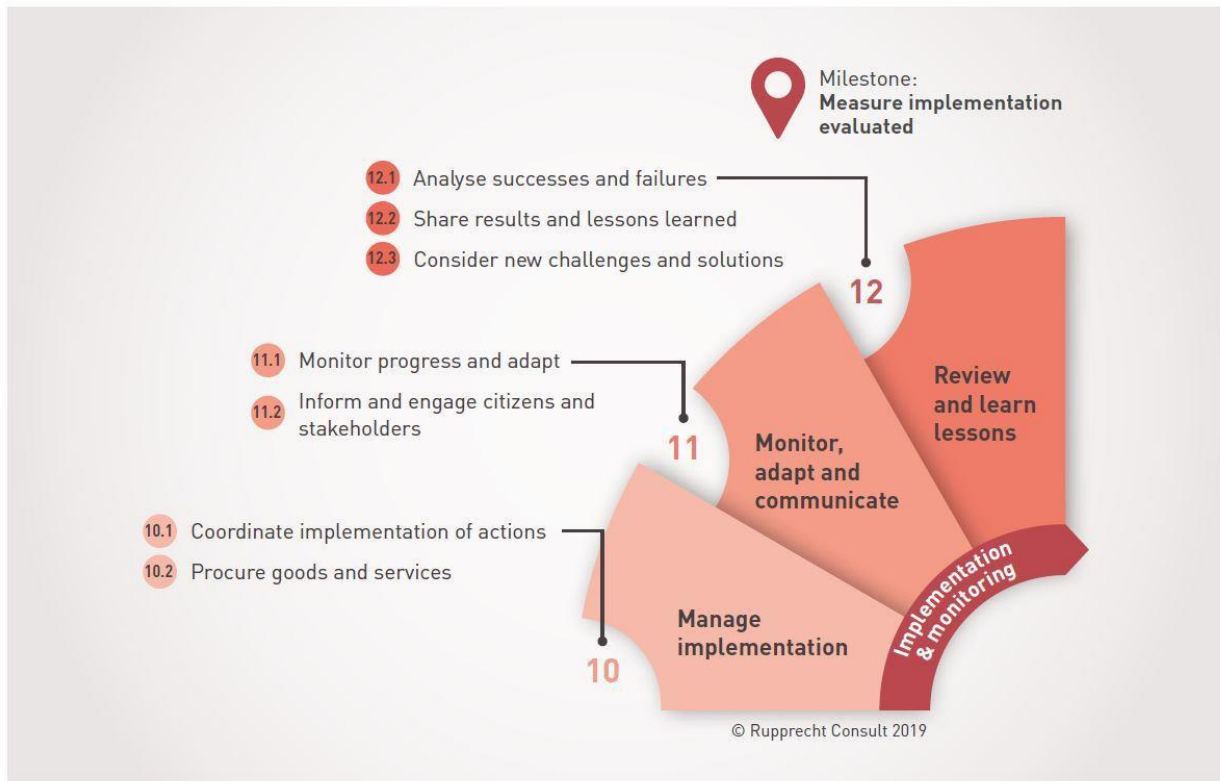 Milestone:
Measure implementation
evaluated
12.1 Analyse successes and failures
12.2 Share results and lessons learned
12.3 Consider new challenges and solutions
12
Review
and learn
lessons
11.1 Monitor progress and adapt
11.2 Inform and engage citizens and
stakeholders
11
Monitor,
adapt and
communicate
10.1 Coordinate implementation of actions
10.2 Procure goods and services
10
Manage
implementation
Implementation
& monitoring
© Rupprecht Consult 2019